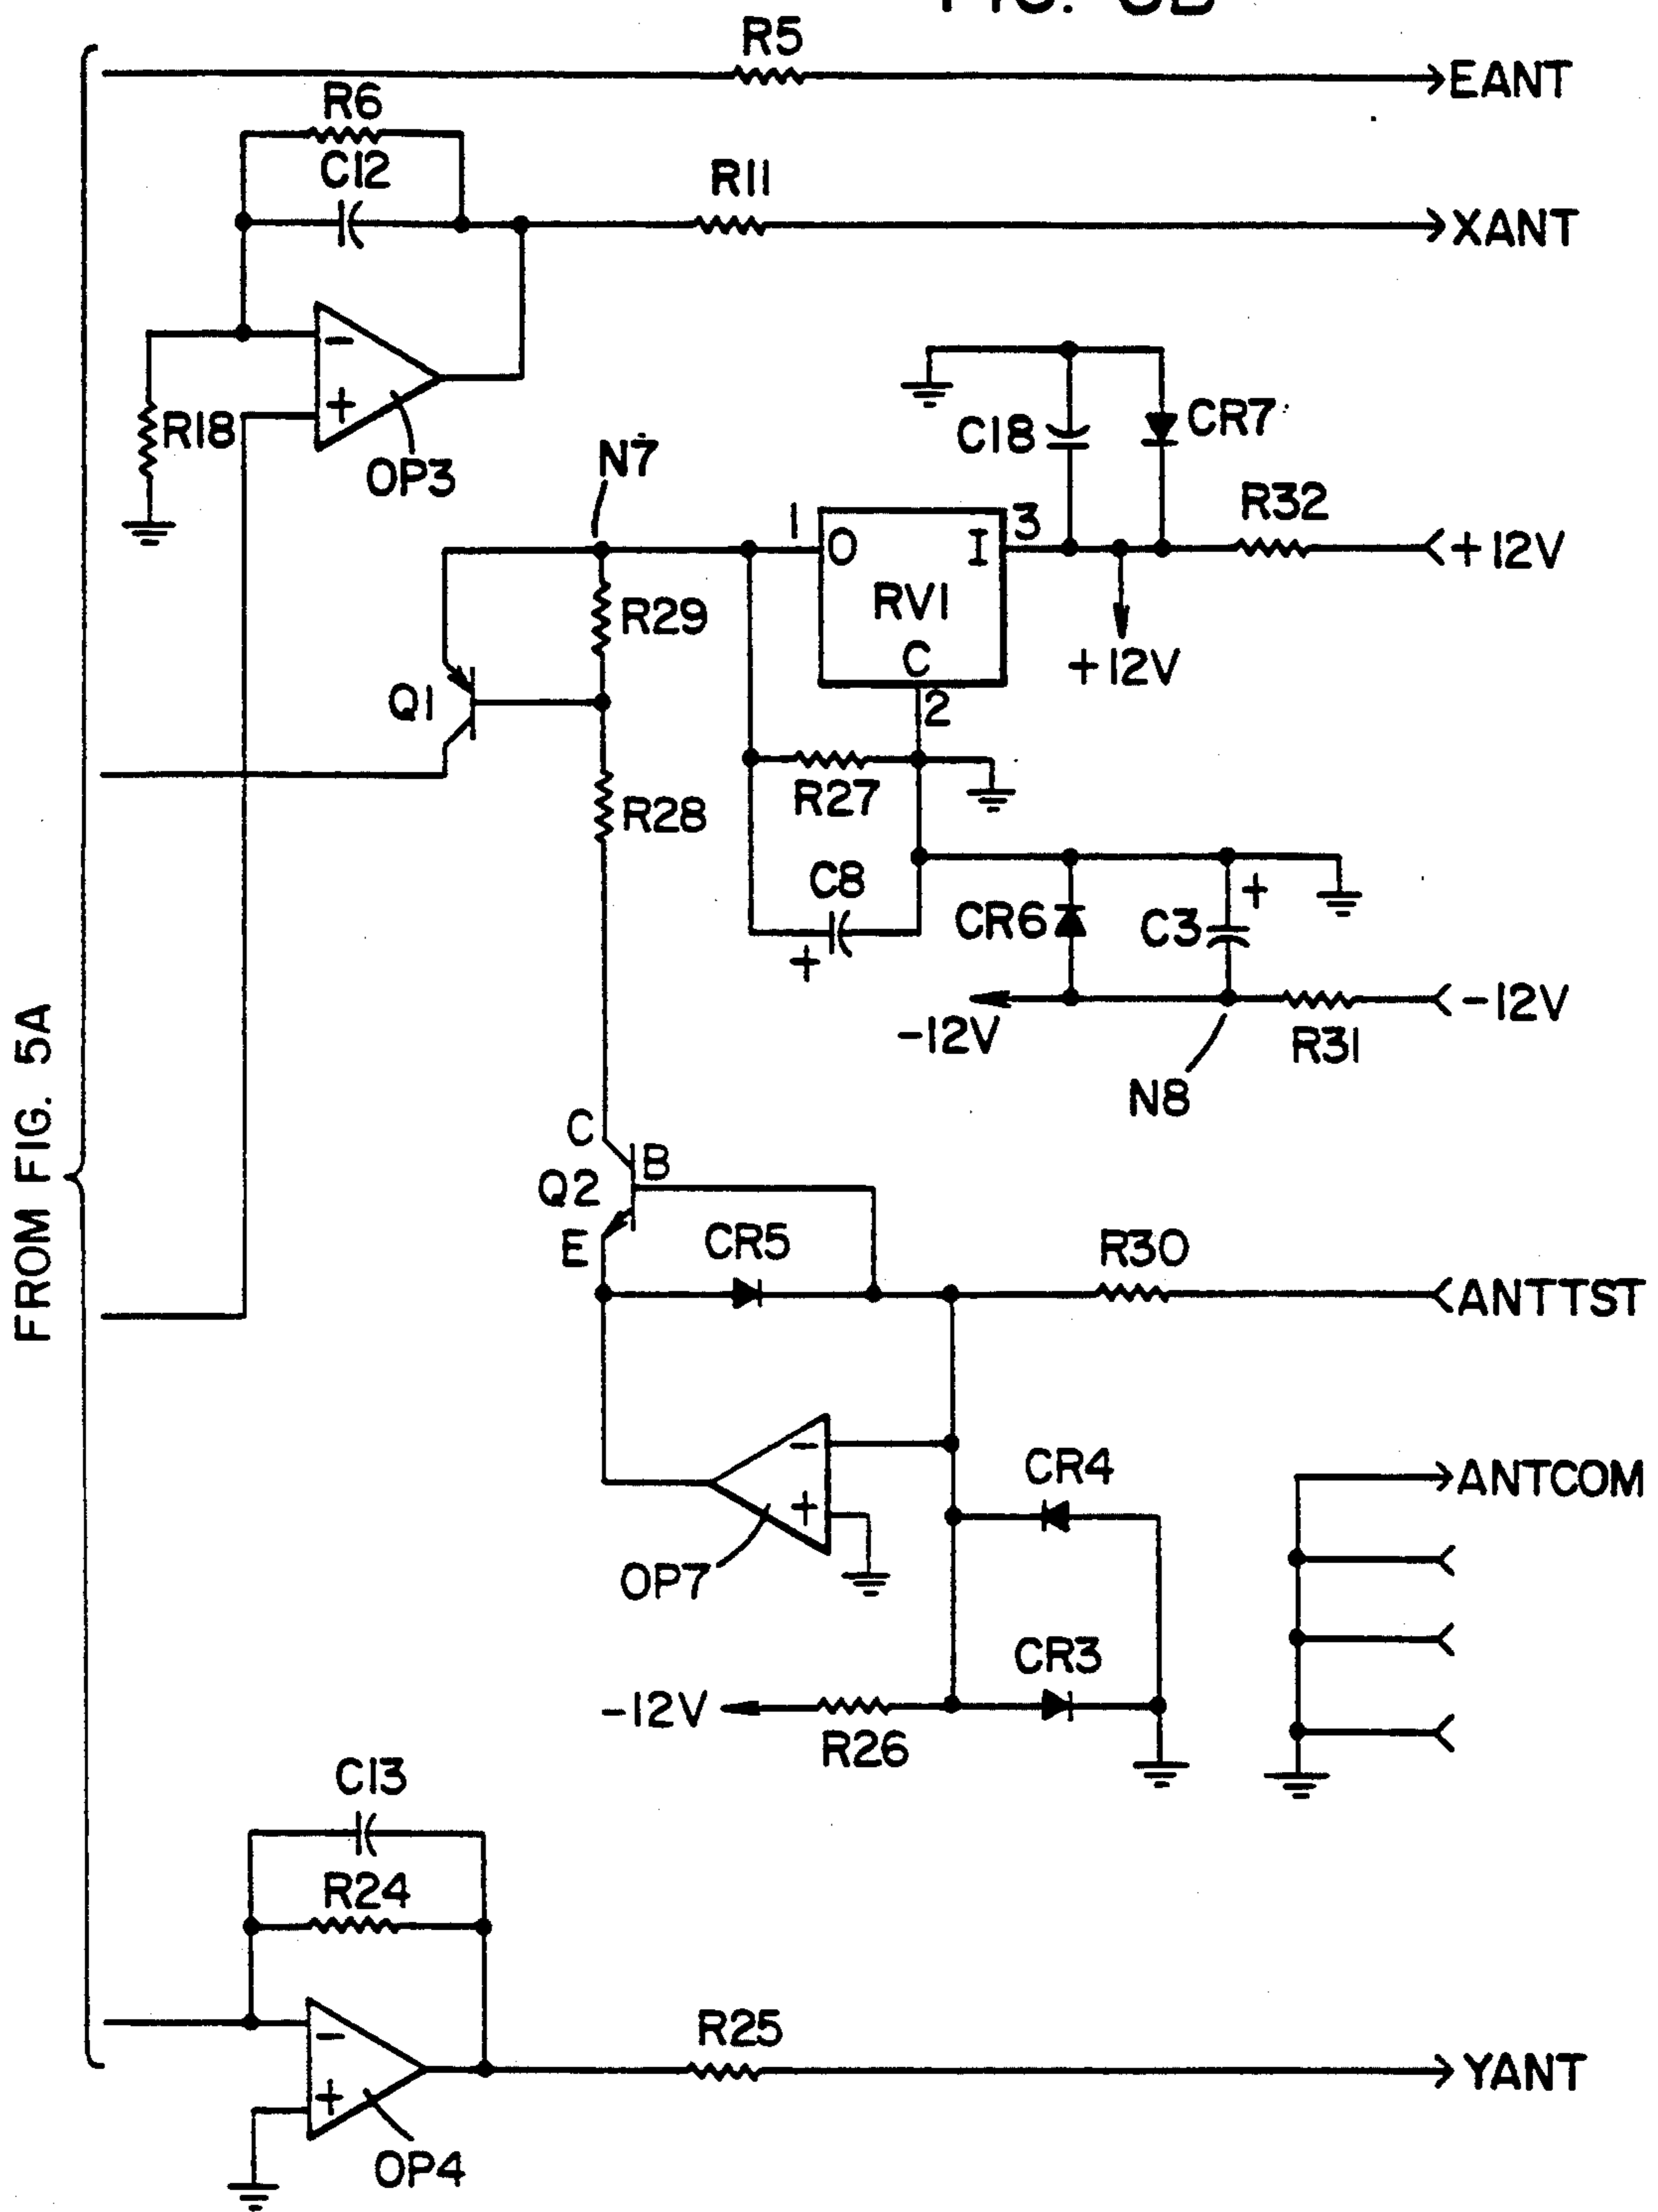 FIG. 5B
R5
EANT
R6
C12
R11
XANT
-
+
R18
OP3
N7
C18
CR7
R32
+12V
1
O
I
3
RV1
C
2
+12V
R29
Q1
R27
R28
C8
+
CR6
C3
+
-12V
-12V
R31
N8
FROM FIG. 5A
C
B
Q2
E
CR5
R30
ANTTST
-
+
OP7
CR4
ANTCOM
CR3
-12V
R26
C13
R24
-
+
OP4
R25
YANT